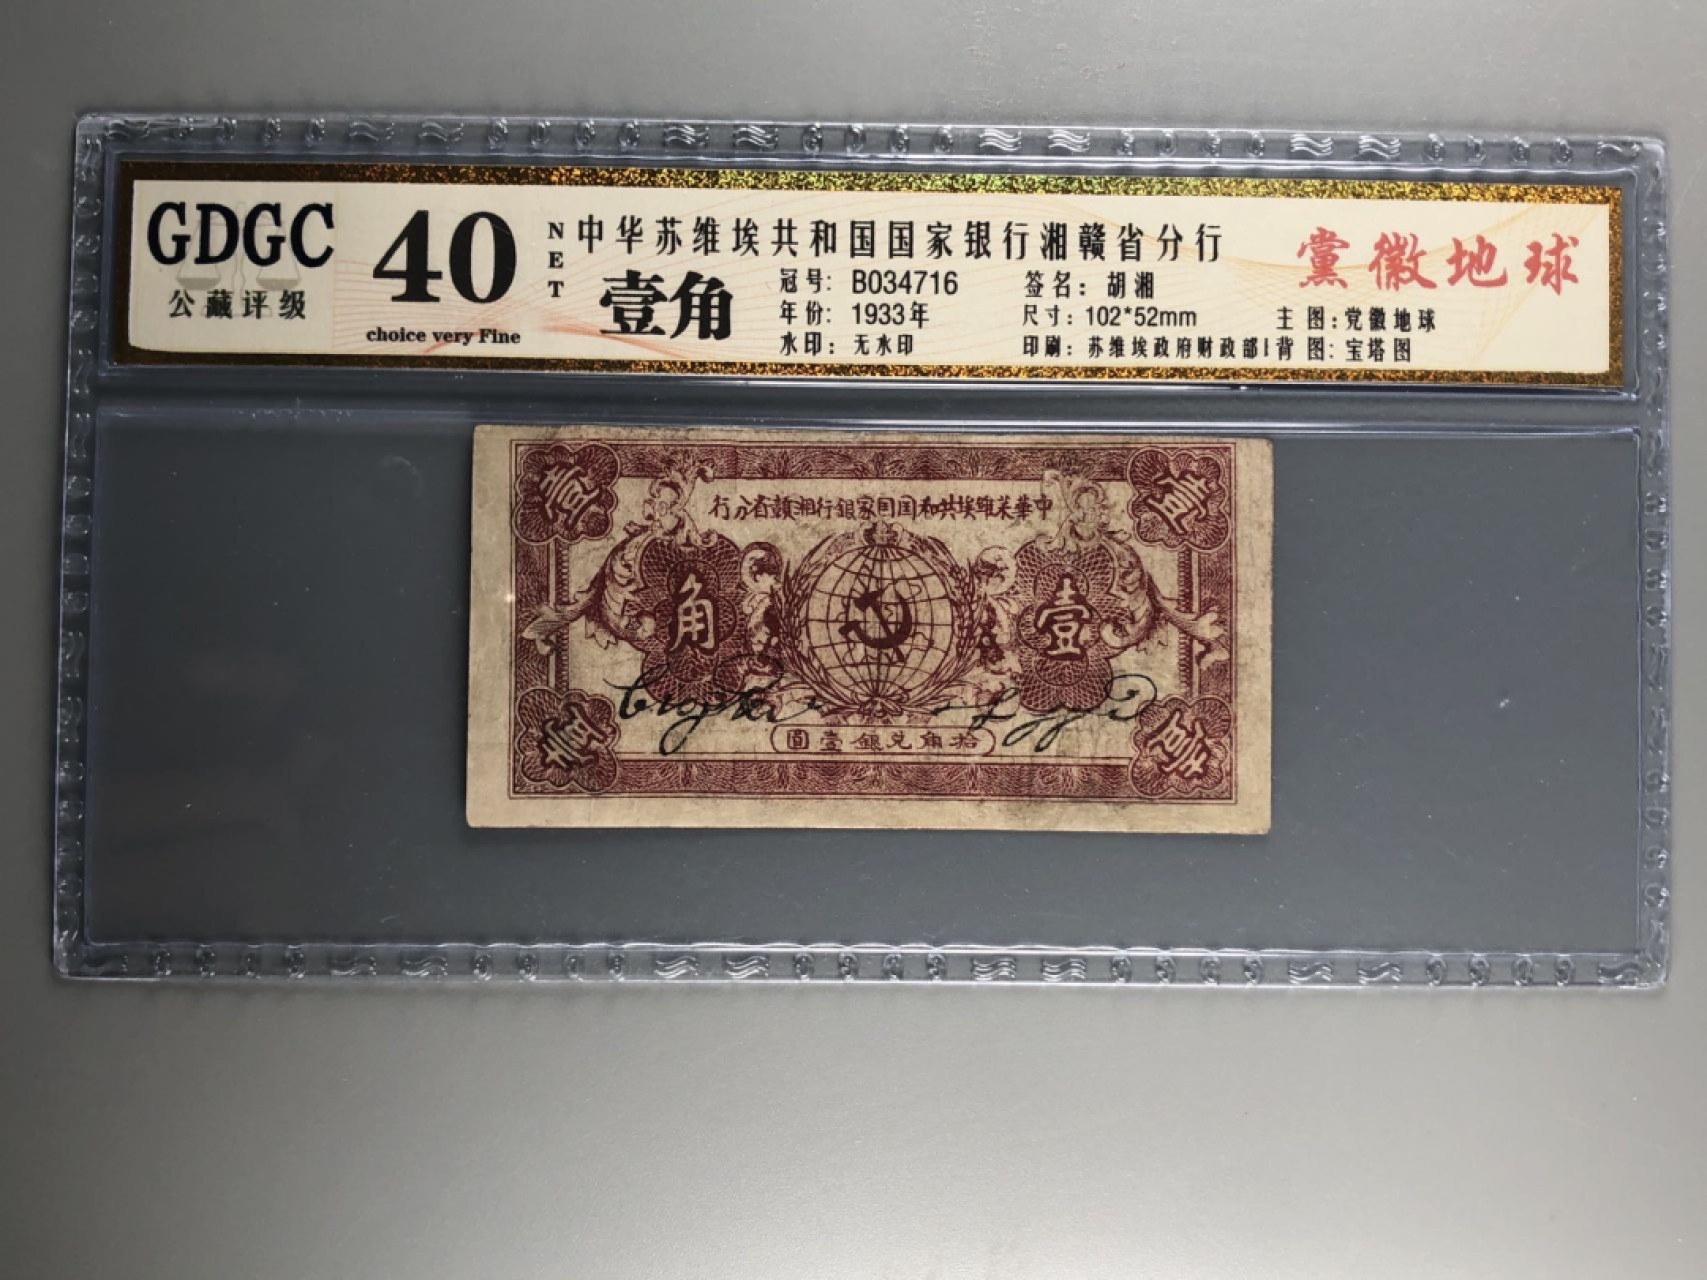 GDGC
公藏评级
40
choice very Fine
NET
中华苏维埃共和国国家银行湘赣省分行
壹角
冠号: B034716
年份: 1933年
水印: 无水印
签名: 胡湘
尺寸: 102*52mm
印刷: 苏维埃政府财政部
黨徽地球
主图:党徽地球
背图: 宝塔图
壹
壹
中華苏維埃共和囯囯家銀行湘贛省分行
角
壹
拾角兑銀壹圓
壹
壹